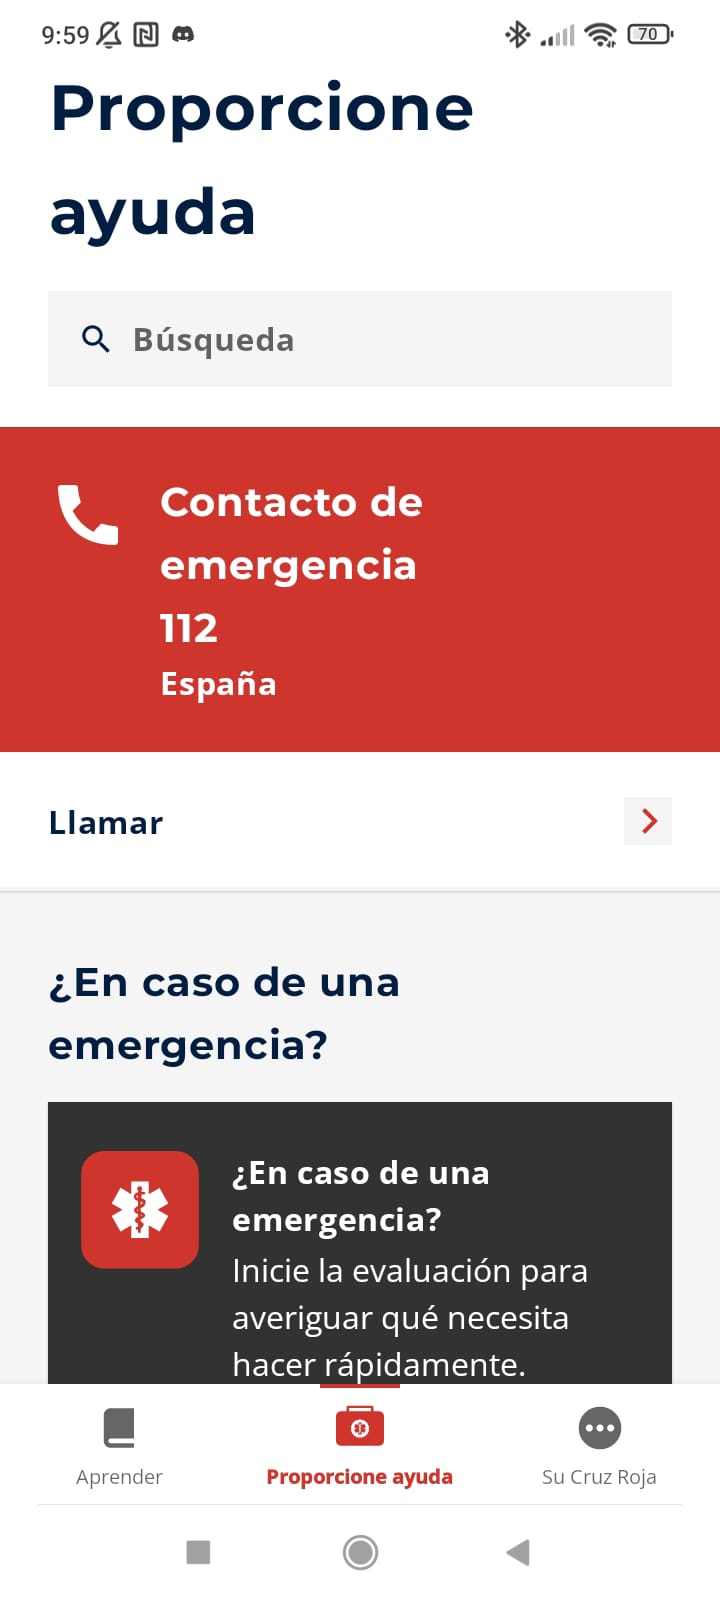 9:59
70
Proporcione
ayuda
Búsqueda
Contacto de
emergencia
112
España
Llamar
¿En caso de una
emergencia?
¿En caso de una
emergencia?
Inicie la evaluación para
averiguar qué necesita
hacer rápidamente.
Aprender
Proporcione ayuda
Su Cruz Roja